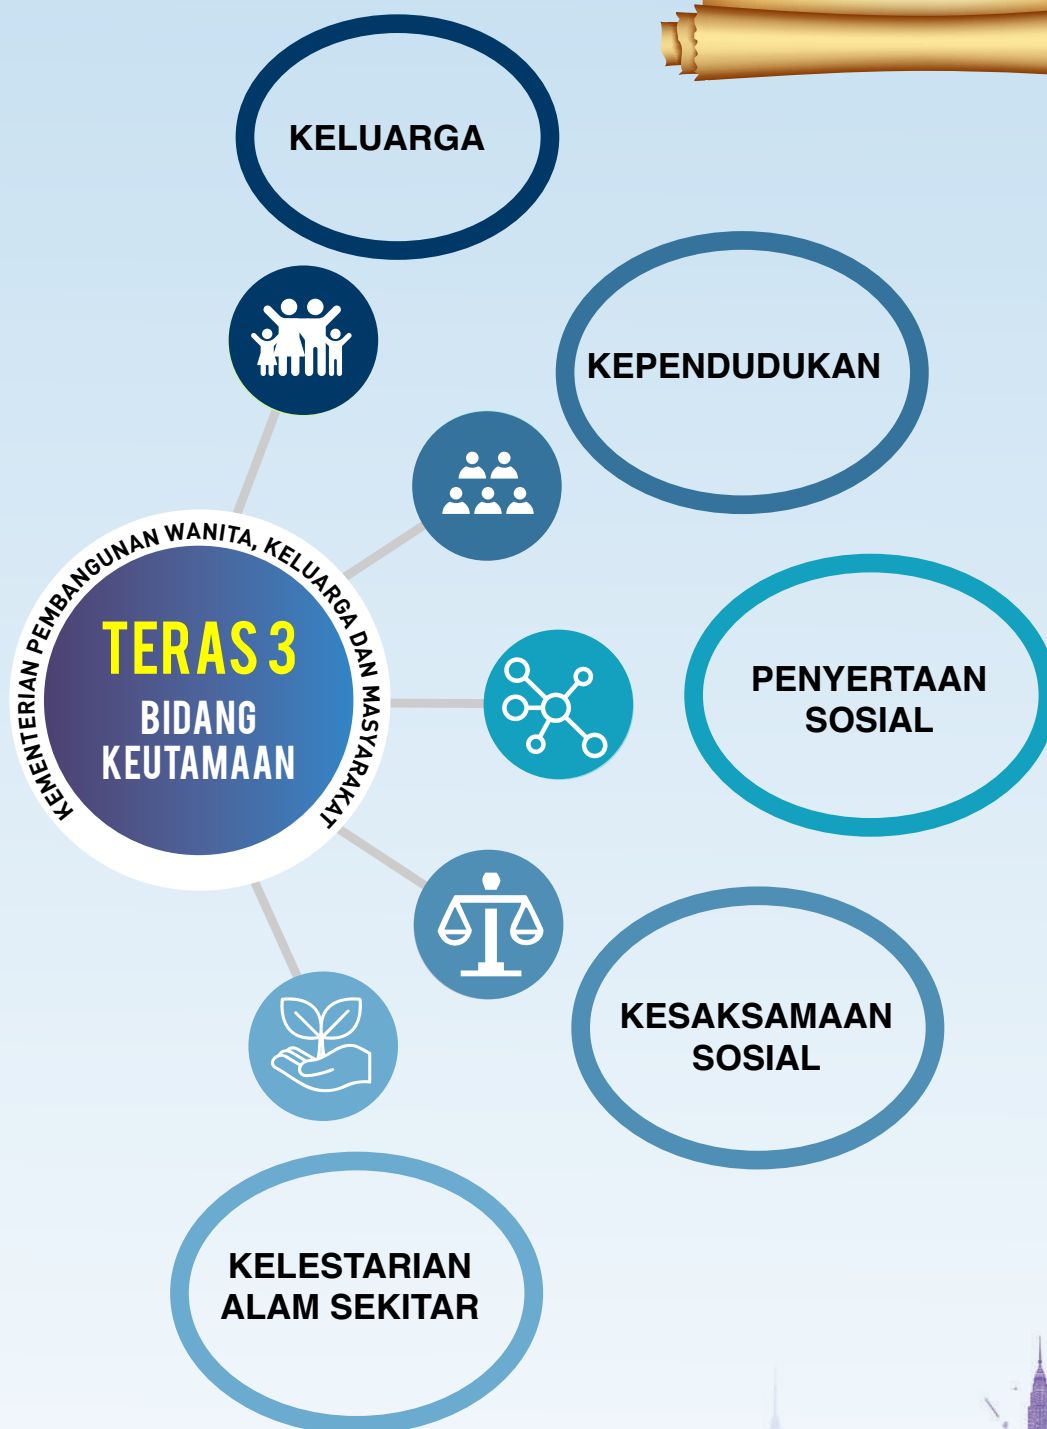 KELUARGA
KEPENDUDUKAN
KEMENTERIAN PEMBANGUNAN WANITA, KELUARGA DAN MASYARAKAT
TERAS 3
BIDANG
KEUTAMAAN
PENYERTAAN
SOSIAL
KESAKSAMAAN
SOSIAL
KELESTARIAN
ALAM SEKITAR